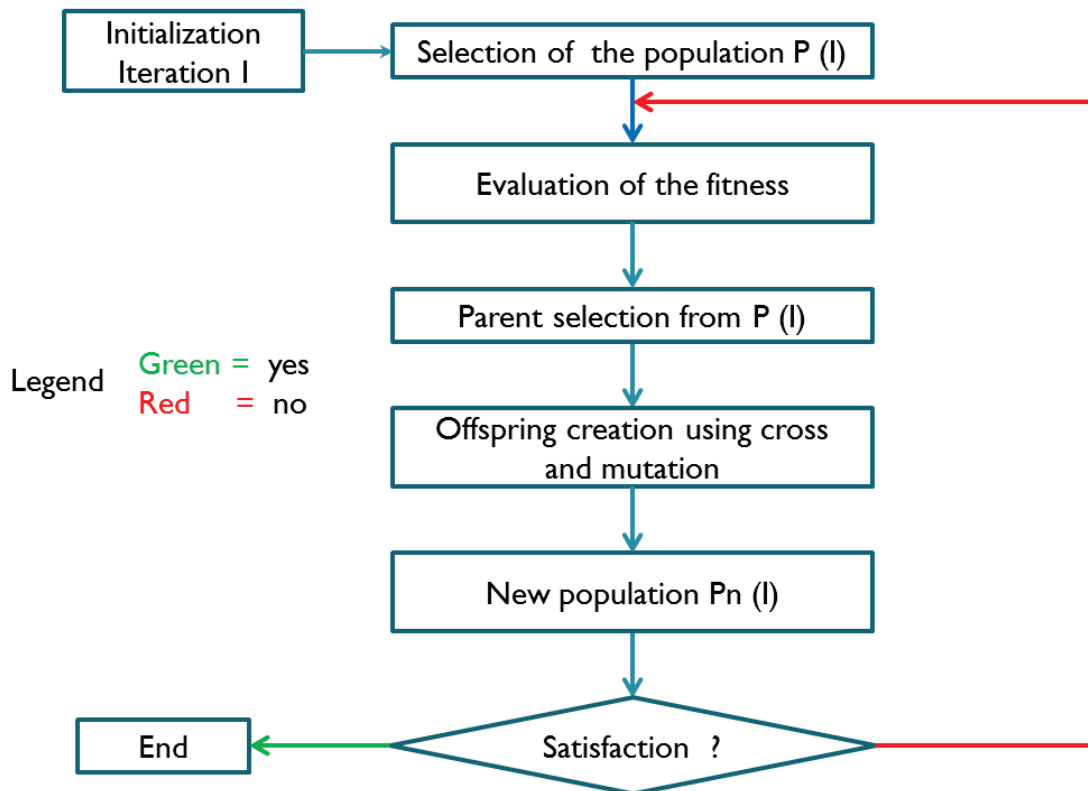 Initialization
Iteration I
Selection of the population P (I)
Evaluation of the fitness
Parent selection from P (I)
Legend
Green = yes
Red = no
Offspring creation using cross
and mutation
New population Pn (I)
Satisfaction ?
End